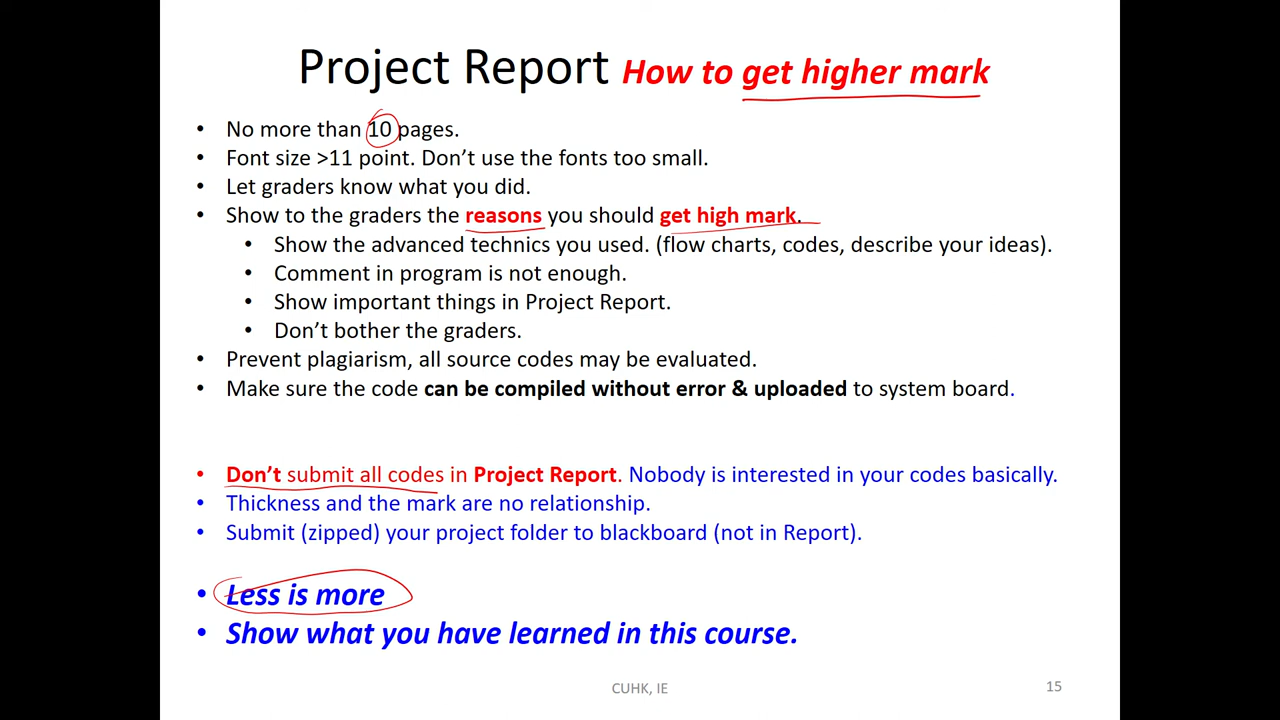 Project Report How to get higher mark
• No more than 10 pages.
• Font size >11 point. Don’t use the fonts too small.
• Let graders know what you did.
• Show to the graders the reasons you should get high mark.
• Show the advanced technics you used. (flow charts, codes, describe your ideas).
• Comment in program is not enough.
• Show important things in Project Report.
• Don’t bother the graders.
• Prevent plagiarism, all source codes may be evaluated.
• Make sure the code can be compiled without error & uploaded to system board.
• Don’t submit all codes in Project Report. Nobody is interested in your codes basically.
• Thickness and the mark are no relationship.
• Submit (zipped) your project folder to blackboard (not in Report).
• Less is more
• Show what you have learned in this course.
CUHK, IE
15